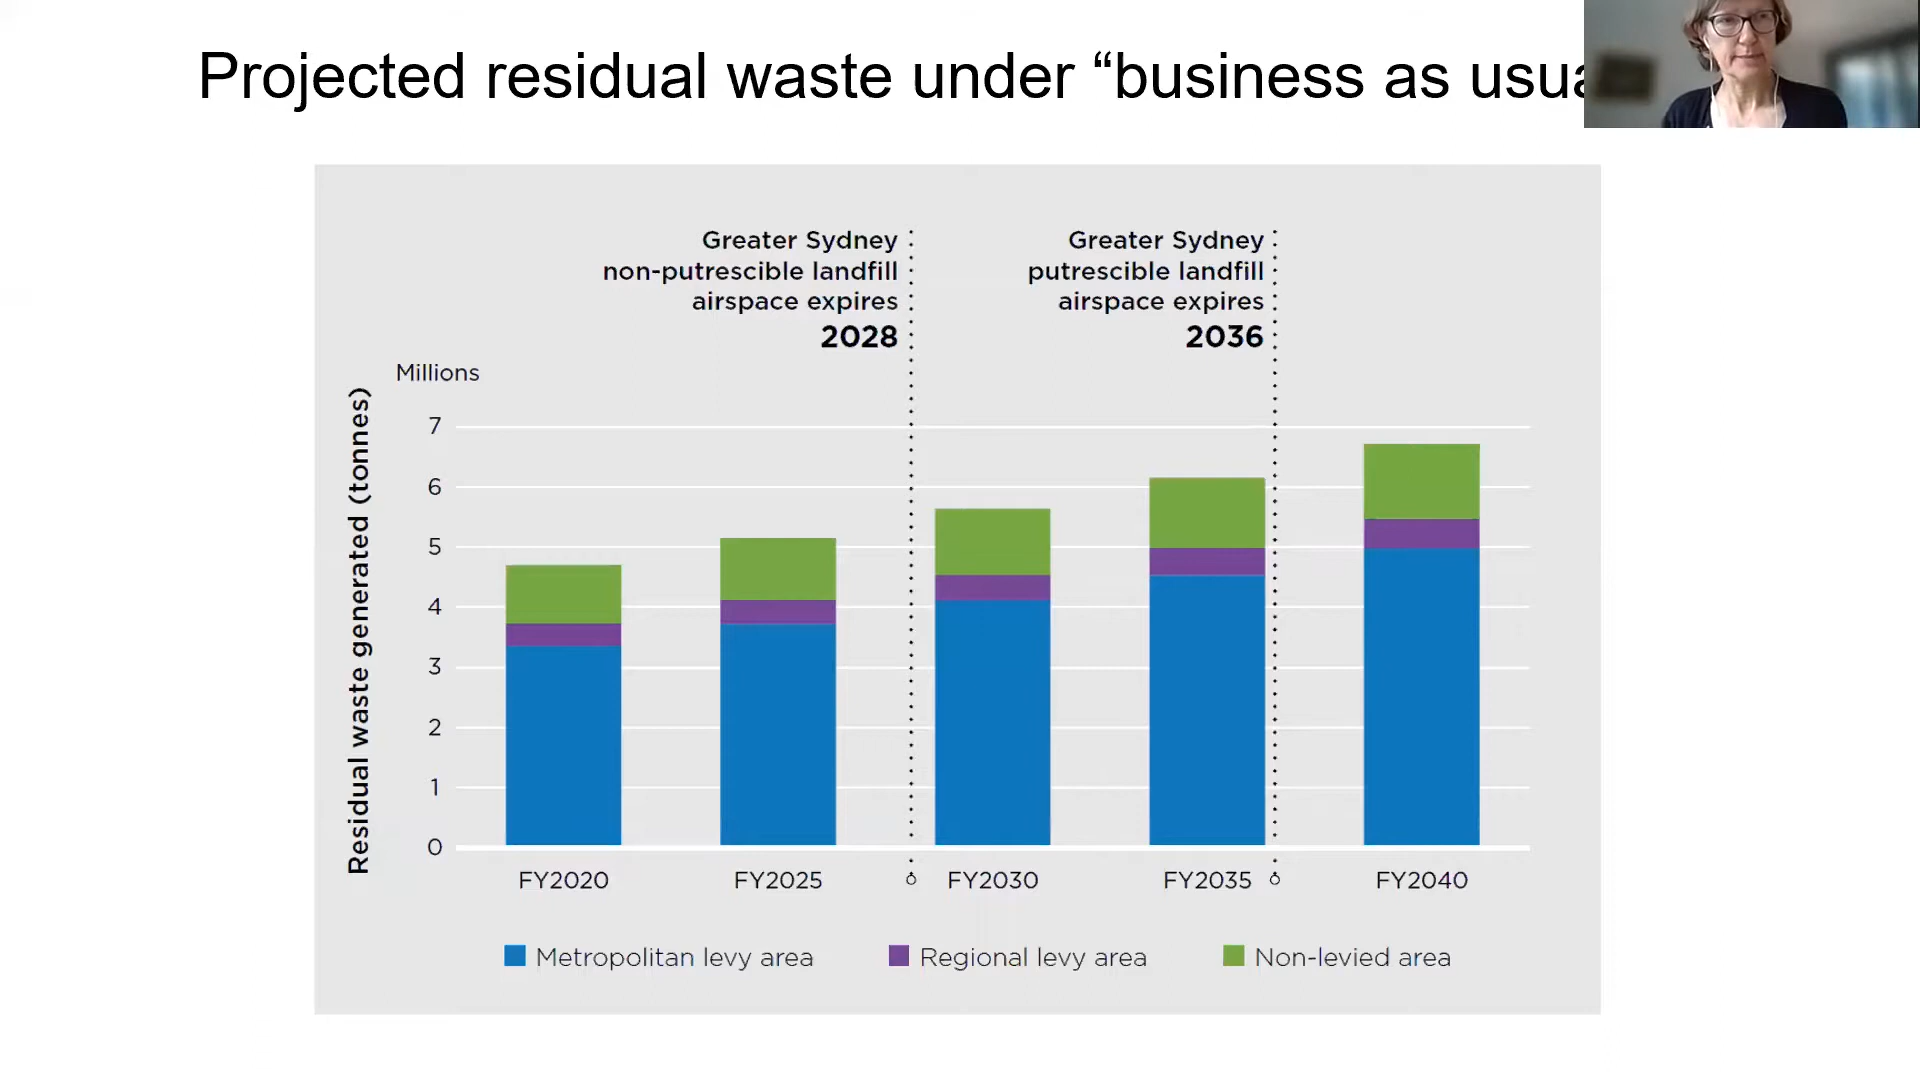 Projected residual waste under “business as usua
Greater Sydney
non-putrescible landfill
airspace expires
2028
Greater Sydney
putrescible landfill
airspace expires
2036
Millions
Residual waste generated (tonnes)
7
6
5
4
3
2
1
0
FY2020
FY2025
FY2030
FY2035
FY2040
Metropolitan levy area
Regional levy area
Non-levied area